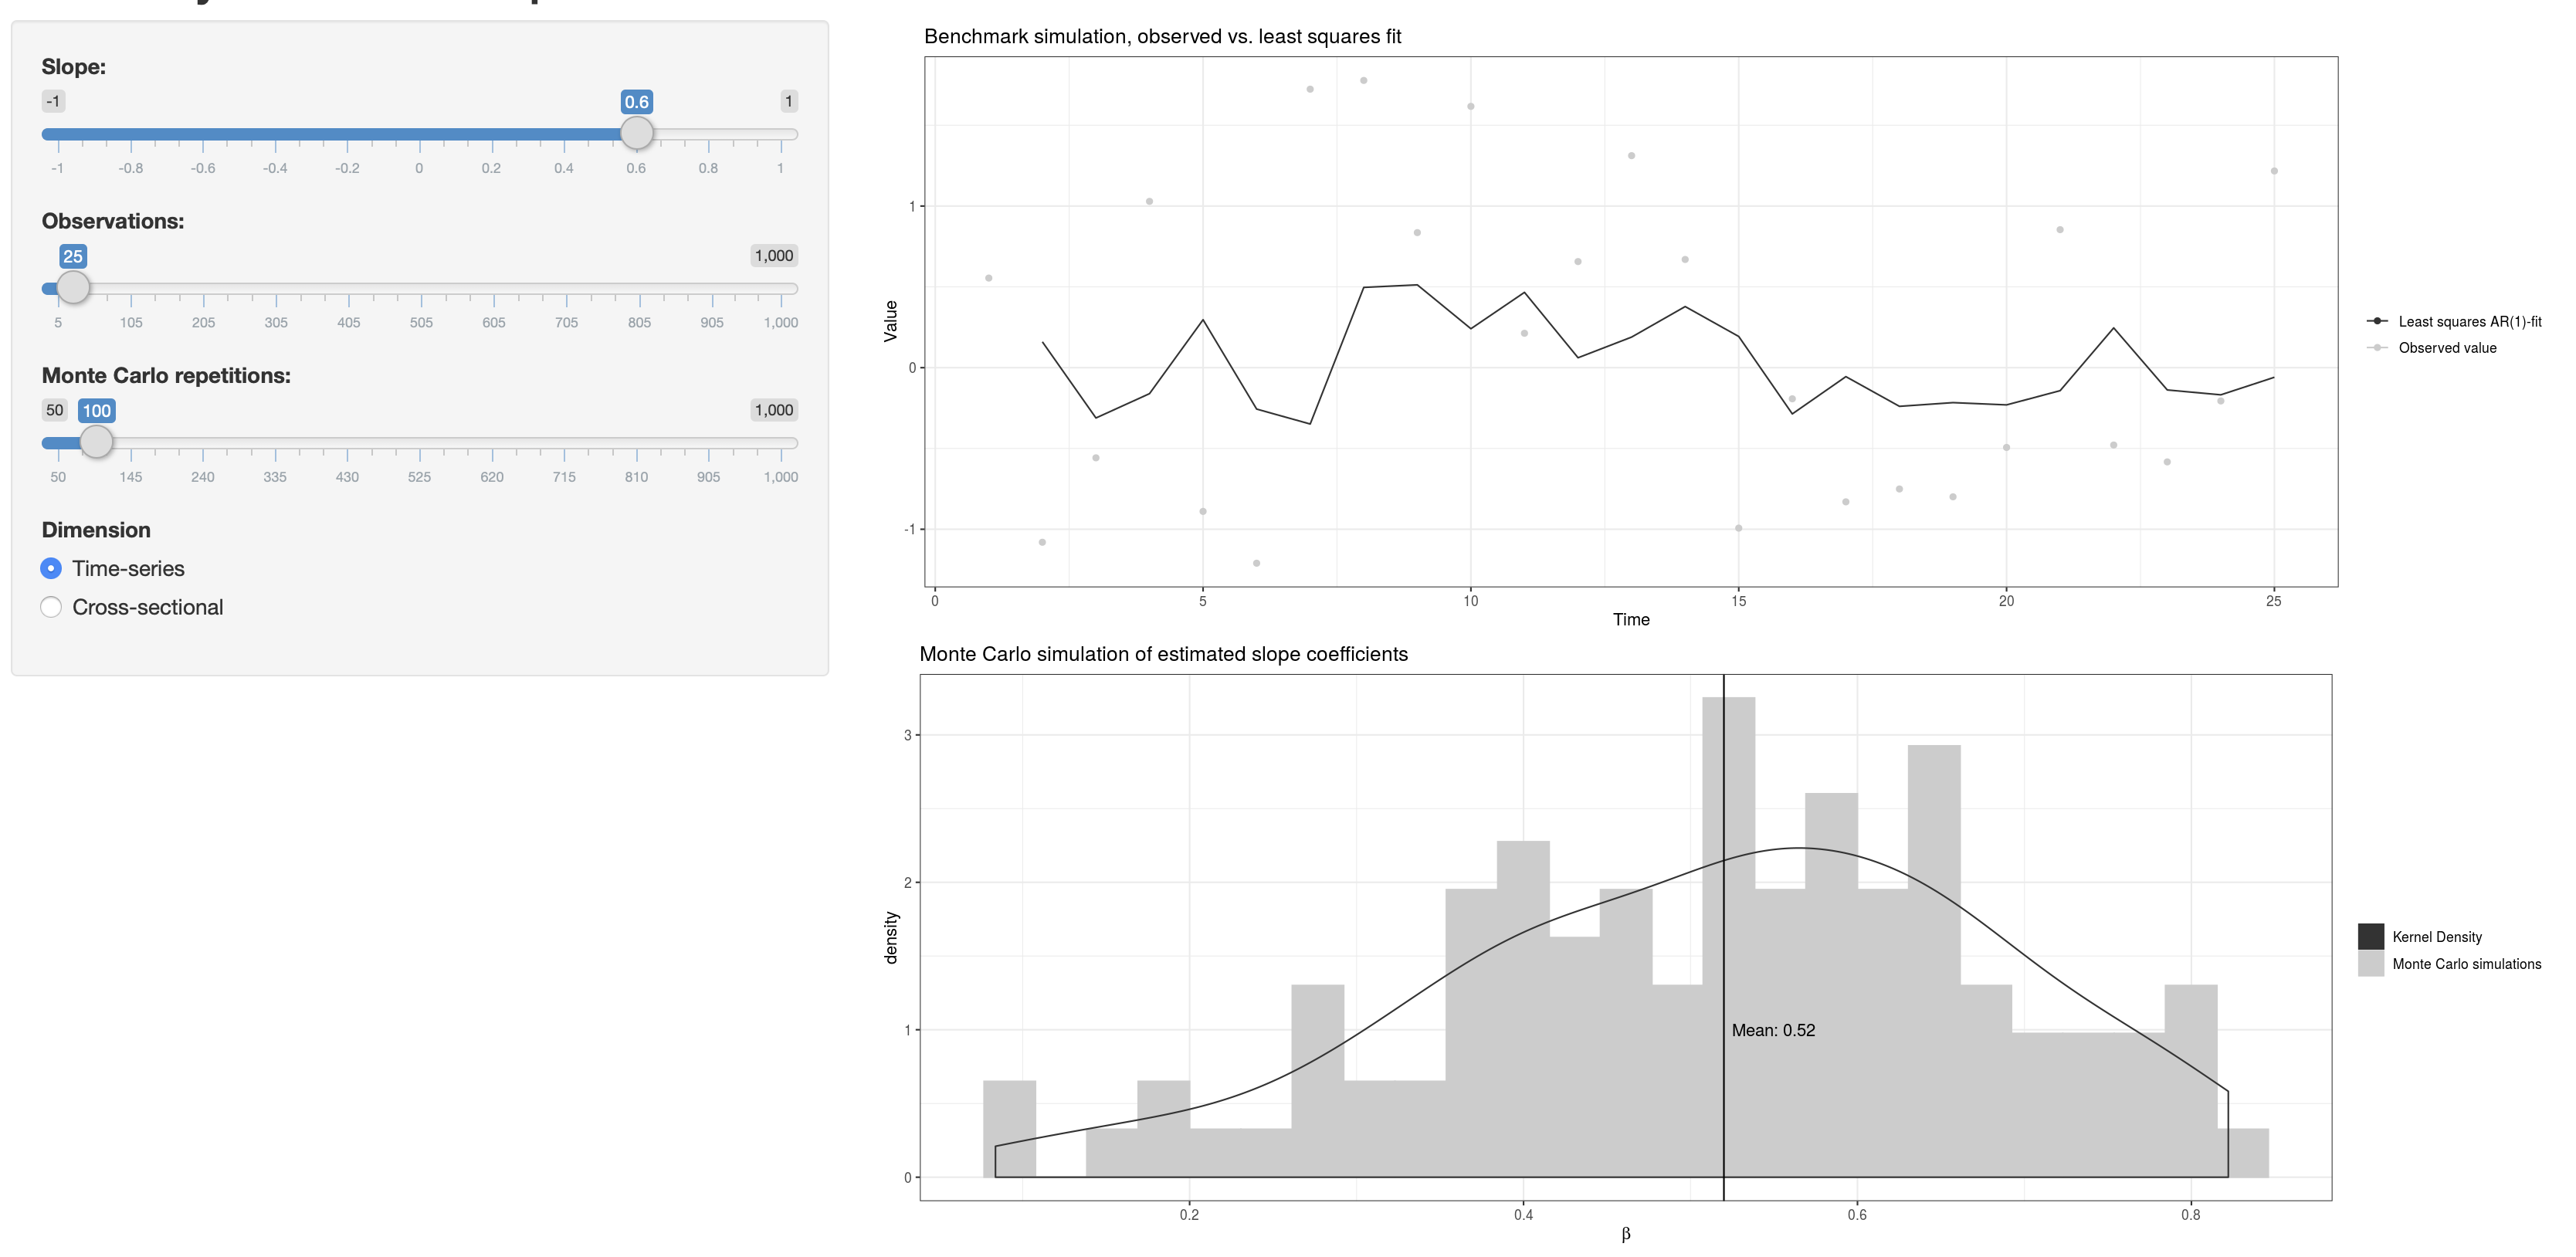 Slope:
-1 0.6 1
-1 -0.8 -0.6 -0.4 -0.2 0 0.2 0.4 0.6 0.8 1
Observations:
25 1,000
5 105 205 305 405 505 605 705 805 905 1,000
Monte Carlo repetitions:
50 100 1,000
50 145 240 335 430 525 620 715 810 905 1,000
Dimension
Time-series
Cross-sectional
Benchmark simulation, observed vs. least squares fit
Value
1
0
-1
0 5 10 15 20 25
Time
Least squares AR(1)-fit
Observed value
Monte Carlo simulation of estimated slope coefficients
density
3
2
1
0
Mean: 0.52
0.2 0.4 0.6 0.8
β
Kernel Density
Monte Carlo simulations